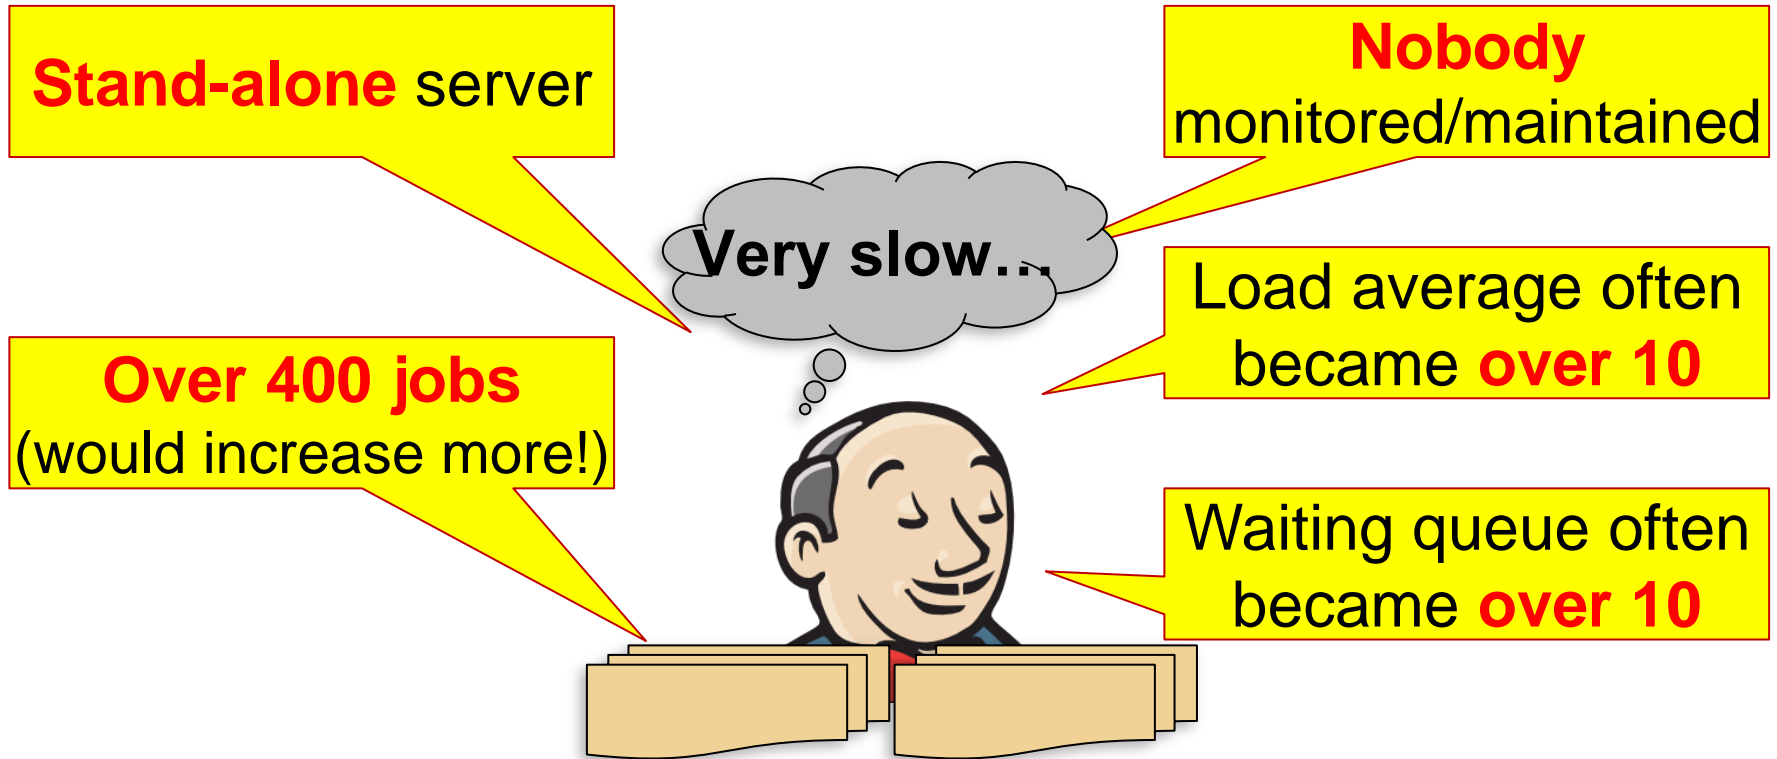 Stand-alone server
Nobody
monitored/maintained
Very slow…
Load average often
became over 10
Over 400 jobs
(would increase more!)
Waiting queue often
became over 10